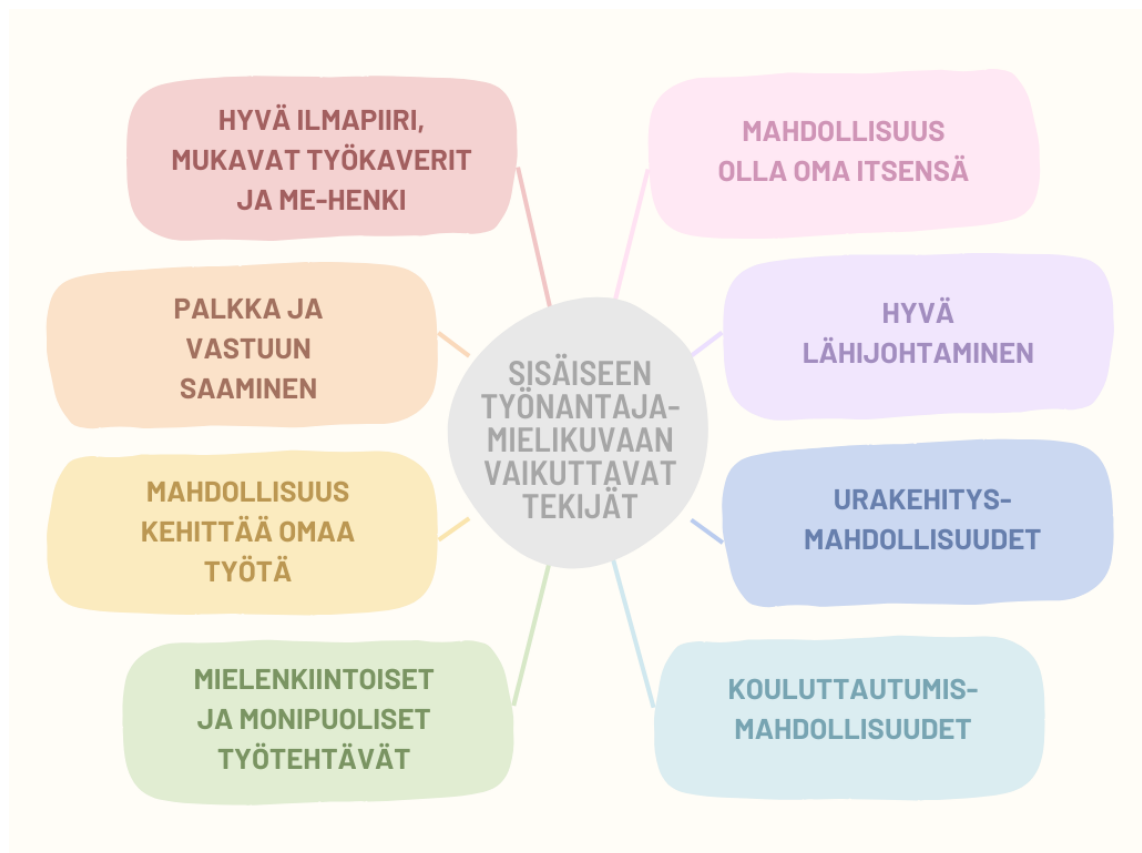 HYVÄ ILMAPIIRI,
MUKAVAT TYÖKAVERIT
JA ME-HENKI
MAHDOLLISUUS
OLLA OMA ITSENSÄ
PALKKA JA
VASTUUN
SAAMINEN
HYVÄ
LÄHIJOHTAMINEN
SISÄISEEN
TYÖNANTAJA-
MIELIKUVAAN
VAIKUTTAVAT
TEKIJÄT
MAHDOLLISUUS
KEHITTÄÄ OMAA
TYÖTÄ
URAKEHITYS-
MAHDOLLISUUDET
MIELENKIINTOISET
JA MONIPUOLISET
TYÖTEHTÄVÄT
KOULUTTAUTUMIS-
MAHDOLLISUUDET